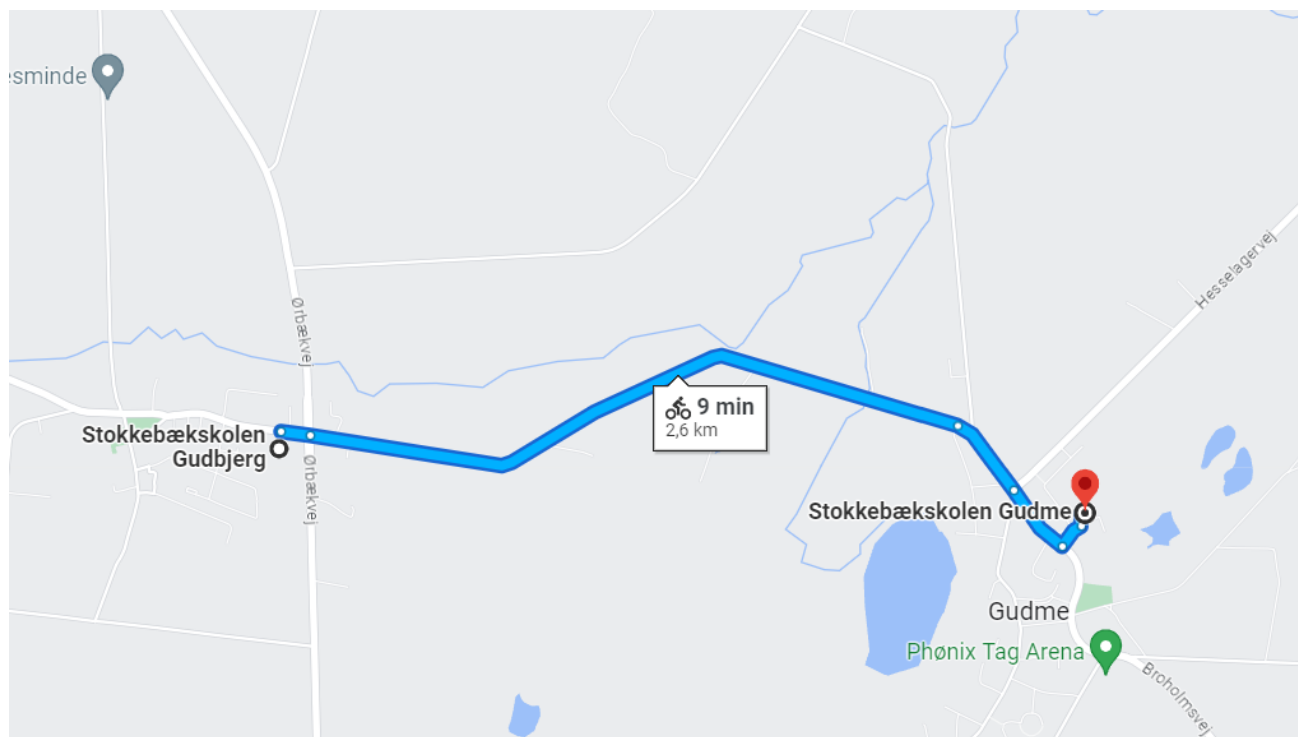 esminde
Ørbækvej
Hesselagervej
9 min
2,6 km
Stokkebækskolen
Gudbjerg
Ørbækvej
Stokkebækskolen Gudme
Gudme
Phønix Tag Arena
Broholmsvej